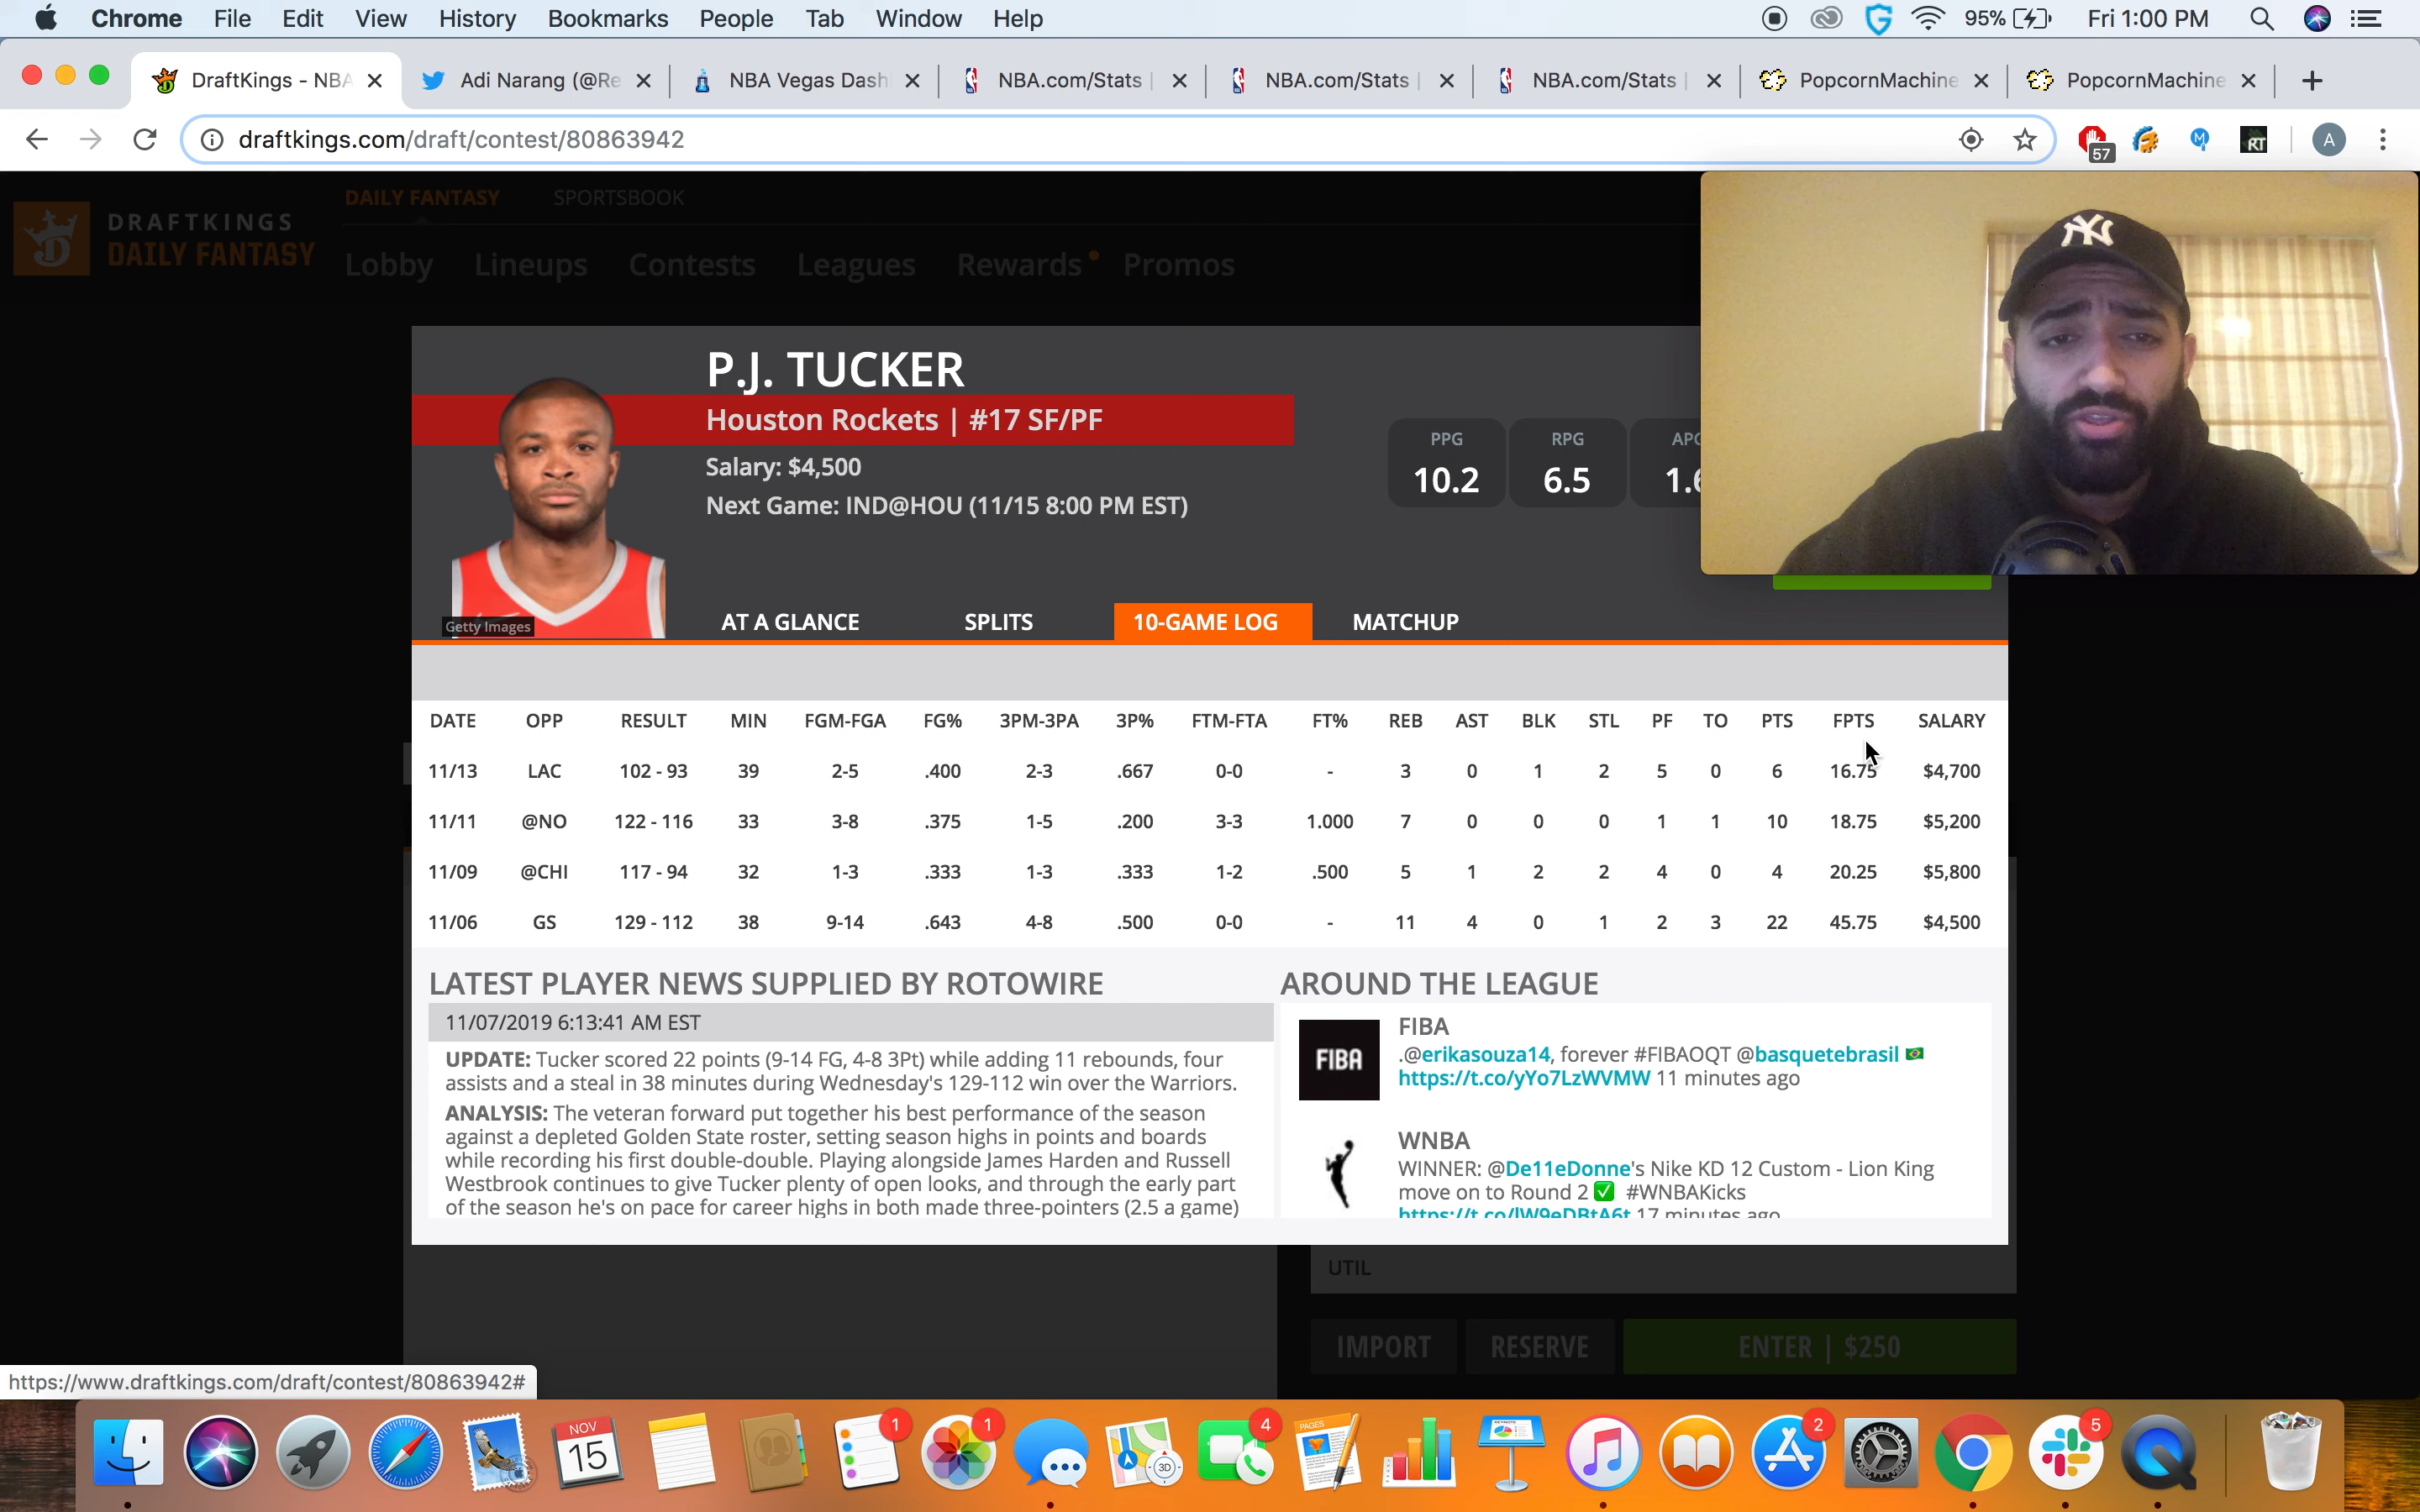 Chrome File Edit View History Bookmarks People Tab Window Help 95% Fri 1:00 PM
DraftKings - NBA Adi Narang (@Re NBA Vegas Dash NBA.com/Stats | NBA.com/Stats | NBA.com/Stats | PopcornMachine PopcornMachine
draftkings.com/draft/contest/80863942 57 M RT A
DAILY FANTASY SPORTSBOOK
DRAFTKINGS
DAILY FANTASY
Lobby Lineups Contests Leagues Rewards Promos
NY
P.J. TUCKER
Houston Rockets | #17 SF/PF
Salary: $4,500
Next Game: IND@HOU (11/15 8:00 PM EST)
PPG RPG
10.2 6.5
Getty Images
AT A GLANCE SPLITS 10-GAME LOG MATCHUP
DATE OPP RESULT MIN FGM-FGA FG% 3PM-3PA 3P% FTM-FTA FT% REB AST BLK STL PF TO PTS FPTS SALARY
11/13 LAC 102 - 93 39 2-5 .400 2-3 .667 0-0 - 3 0 1 2 5 0 6 16.75 $4,700
11/11 @NO 122 - 116 33 3-8 .375 1-5 .200 3-3 1.000 7 0 0 0 1 1 10 18.75 $5,200
11/09 @CHI 117 - 94 32 1-3 .333 1-3 .333 1-2 .500 5 1 2 2 4 0 4 20.25 $5,800
11/06 GS 129 - 112 38 9-14 .643 4-8 .500 0-0 - 11 4 0 1 2 3 22 45.75 $4,500
LATEST PLAYER NEWS SUPPLIED BY ROTOWIRE
11/07/2019 6:13:41 AM EST
UPDATE: Tucker scored 22 points (9-14 FG, 4-8 3Pt) while adding 11 rebounds, four
assists and a steal in 38 minutes during Wednesday's 129-112 win over the Warriors.
ANALYSIS: The veteran forward put together his best performance of the season
against a depleted Golden State roster, setting season highs in points and boards
while recording his first double-double. Playing alongside James Harden and Russell
Westbrook continues to give Tucker plenty of open looks, and through the early part
of the season he's on pace for career highs in both made three-pointers (2.5 a game)
AROUND THE LEAGUE
FIBA
FIBA
.@erikasouza14, forever #FIBAOQT @basquetebrasil
https://t.co/yYo7LzWVMW 11 minutes ago
WNBA
WINNER: @De11eDonne's Nike KD 12 Custom - Lion King
move on to Round 2 ✅ #WNBAKicks
17 minutes ago
UTIL
IMPORT RESERVE ENTER | $250
https://www.draftkings.com/draft/contest/80863942#
NOV
15
1
1
3D
4
PAGES
2
5